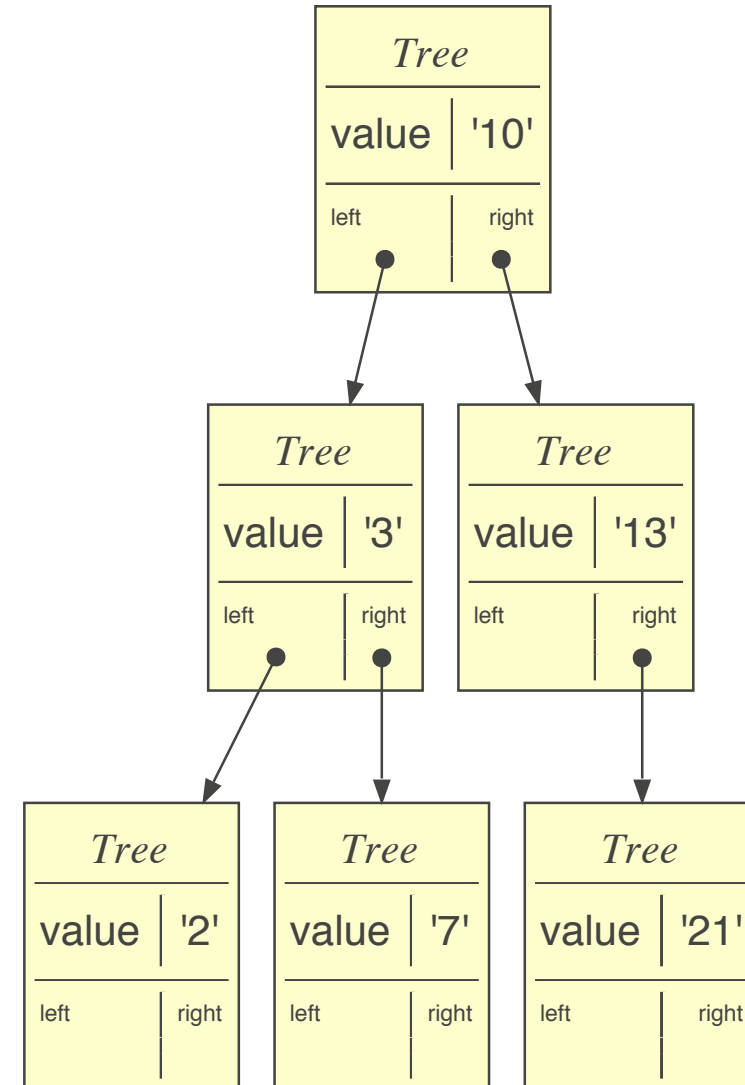 Tree
value '10'
left right
Tree Tree
value '3' value '13'
left right left right
Tree Tree Tree
value '2' value '7' value '21'
left right left right left right